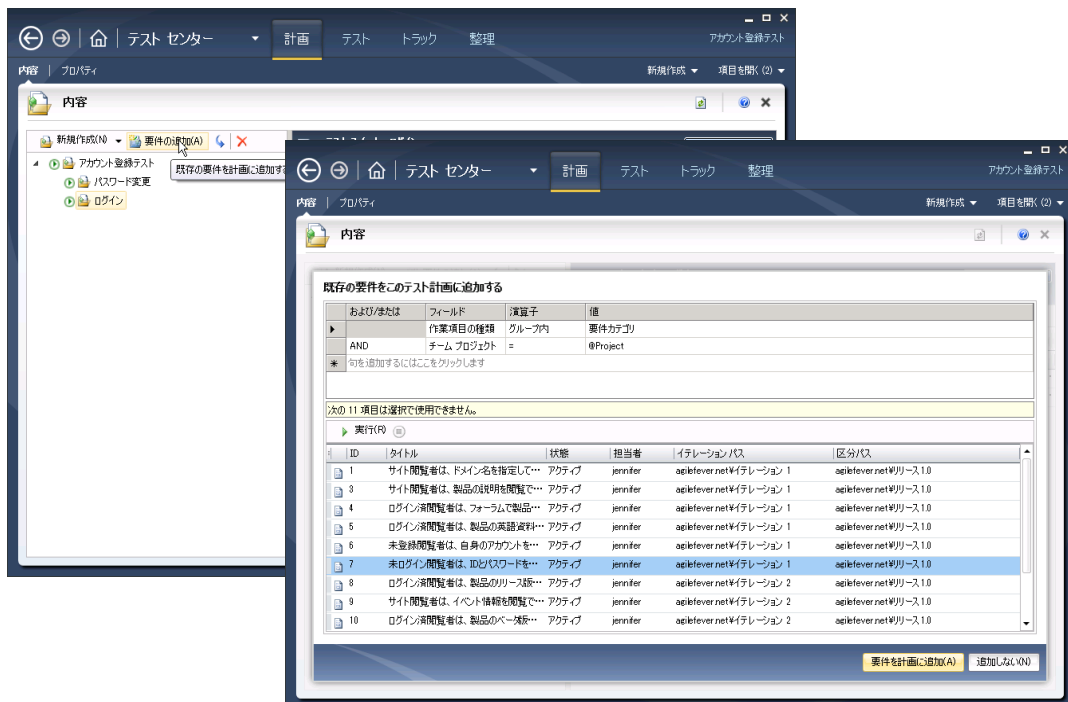 テスト センター
計画
テスト
トラック
整理
アカウント登録テスト
内容 | プロパティ
新規作成
項目を開く (2)
内容
新規作成(N)
要件の追加(A)
アカウント登録テスト
既存の要件を計画に追加す
パスワード変更
ログイン
テスト センター
計画
テスト
トラック
整理
アカウント登録テスト
内容 | プロパティ
新規作成
項目を開く (2)
内容
既存の要件をこのテスト計画に追加する
および/または フィールド 演算子 値
作業項目の種類 グループ内 要件カテゴリ
AND チーム プロジェクト = @Project
句を追加するにはここをクリックします
次の 11 項目は選択で使用できません。
実行(R)
ID タイトル 状態 担当者 イテレーション パス 区分パス
1 サイト閲覧者は、ドメイン名を指定して… アクティブ jennifer agilefever.net¥イテレーション 1 agilefever.net¥リリース 1.0
3 サイト閲覧者は、製品の説明を閲覧で… アクティブ jennifer agilefever.net¥イテレーション 1 agilefever.net¥リリース 1.0
4 ログイン済閲覧者は、フォーラムで製品… アクティブ jennifer agilefever.net¥イテレーション 1 agilefever.net¥リリース 1.0
5 ログイン済閲覧者は、製品の英語資料… アクティブ jennifer agilefever.net¥イテレーション 1 agilefever.net¥リリース 1.0
6 未登録閲覧者は、自身のアカウントを… アクティブ jennifer agilefever.net¥イテレーション 1 agilefever.net¥リリース 1.0
7 未ログイン閲覧者は、IDとパスワードを… アクティブ jennifer agilefever.net¥イテレーション 1 agilefever.net¥リリース 1.0
8 ログイン済閲覧者は、製品のリリース版… アクティブ jennifer agilefever.net¥イテレーション 2 agilefever.net¥リリース 1.0
9 サイト閲覧者は、イベント情報を閲覧で… アクティブ jennifer agilefever.net¥イテレーション 2 agilefever.net¥リリース 1.0
10 ログイン済閲覧者は、製品のベータ版… アクティブ jennifer agilefever.net¥イテレーション 2 agilefever.net¥リリース 1.0
要件を計画に追加(A)
追加しない(N)